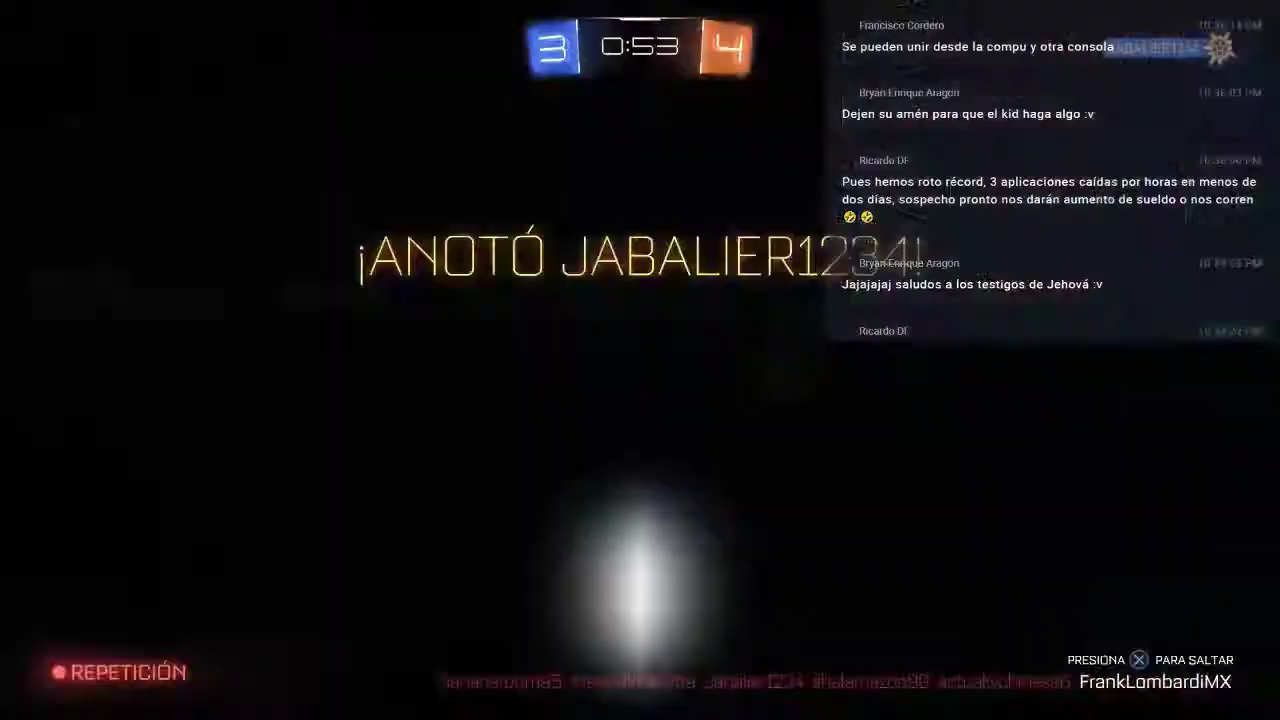 3 0:53 4
Francisco Cordero
Se pueden unir desde la compu y otra consola
Bryan Enrique Aragon
Dejen su amén para que el kid haga algo :v
Ricardo DF
Pues hemos roto récord, 3 aplicaciones caídas por horas en menos de
dos días, sospecho pronto nos darán aumento de sueldo o nos corren
🤣 🤣
¡ANOTÓ JABALIER1234!
Bryan Enrique Aragon
Jajajajaj saludos a los testigos de Jehová :v
Ricardo DF
REPETICIÓN
PRESIONA PARA SALTAR
FrankLombardiMX